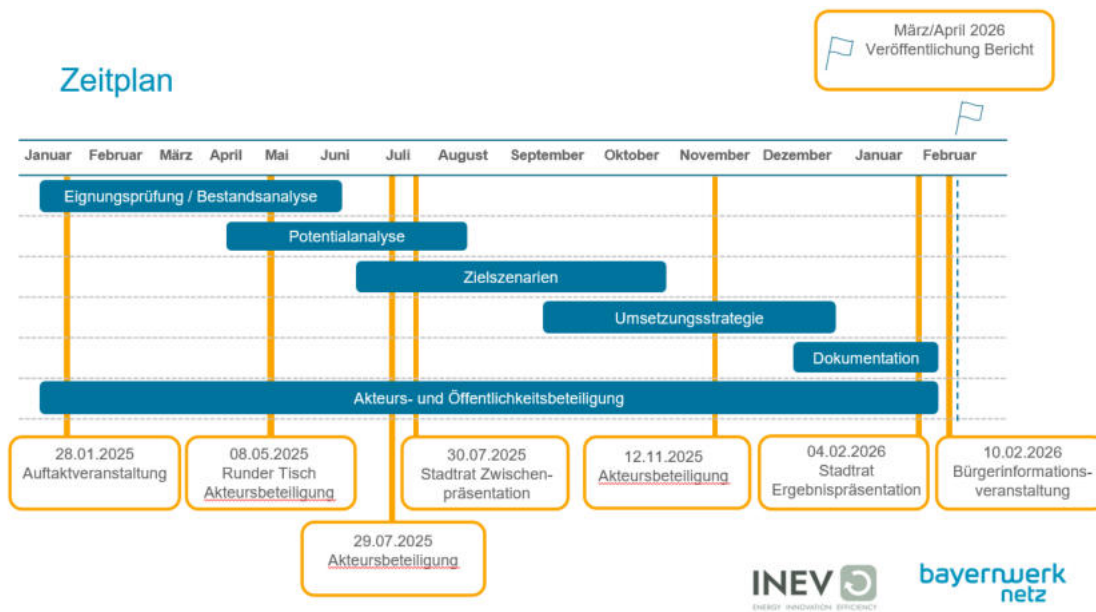 März/April 2026
Veröffentlichung Bericht
Zeitplan
Januar Februar März April Mai Juni Juli August September Oktober November Dezember Januar Februar
Eignungsprüfung / Bestandsanalyse
Potentialanalyse
Zielszenarien
Umsetzungsstrategie
Dokumentation
Akteurs- und Öffentlichkeitsbeteiligung
28.01.2025
Auftaktveranstaltung
08.05.2025
Runder Tisch
Akteursbeteiligung
30.07.2025
Stadtrat Zwischen-
präsentation
12.11.2025
Akteursbeteiligung
04.02.2026
Stadtrat
Ergebnispräsentation
10.02.2026
Bürgerinformations-
veranstaltung
29.07.2025
Akteursbeteiligung
INEV
ENERGY INNOVATION EFFICIENCY
bayernwerk
netz